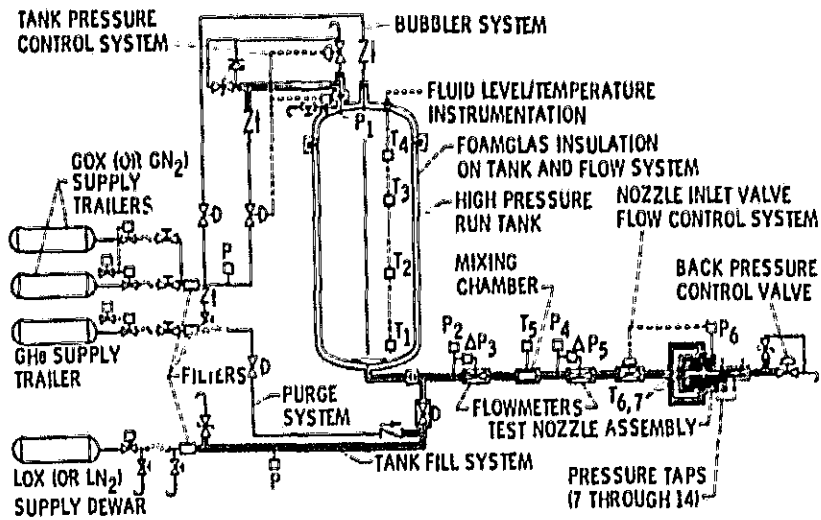 TANK PRESSURE
CONTROL SYSTEM
BUBBLER SYSTEM
FLUID LEVEL/TEMPERATURE
INSTRUMENTATION
P1
T4
FOAMGLAS INSULATION
ON TANK AND FLOW SYSTEM
GOX (OR GN2)
SUPPLY
TRAILERS
T3
HIGH PRESSURE
RUN TANK
NOZZLE INLET VALVE
FLOW CONTROL SYSTEM
P
T2
MIXING
CHAMBER
BACK PRESSURE
CONTROL VALVE
T1
P2
ΔP3
T5
P4
ΔP5
P6
SUPPLY
TRAILER
FILTERS
PURGE
SYSTEM
FLOWMETERS
T6,7
TEST NOZZLE ASSEMBLY
TANK FILL SYSTEM
P
LOX (OR LN2)
SUPPLY DEWAR
PRESSURE TAPS
(7 THROUGH 14)